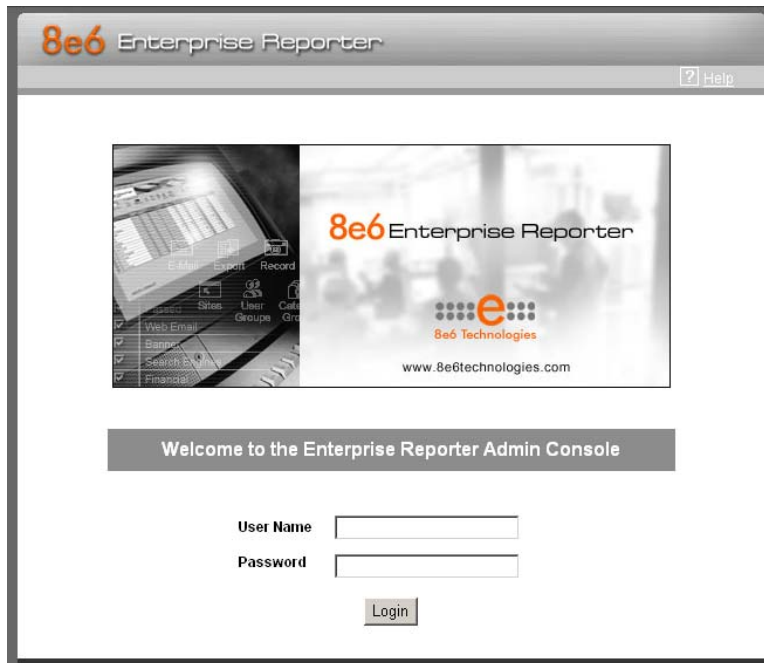 8e6 Enterprise Reporter
? Help
8e6 Enterprise Reporter
E-Mail Export Record
Sites User Groups
Web Email
Banner
Search Engines
Financial
8e6 Technologies
www.8e6technologies.com
Welcome to the Enterprise Reporter Admin Console
User Name
Password
Login